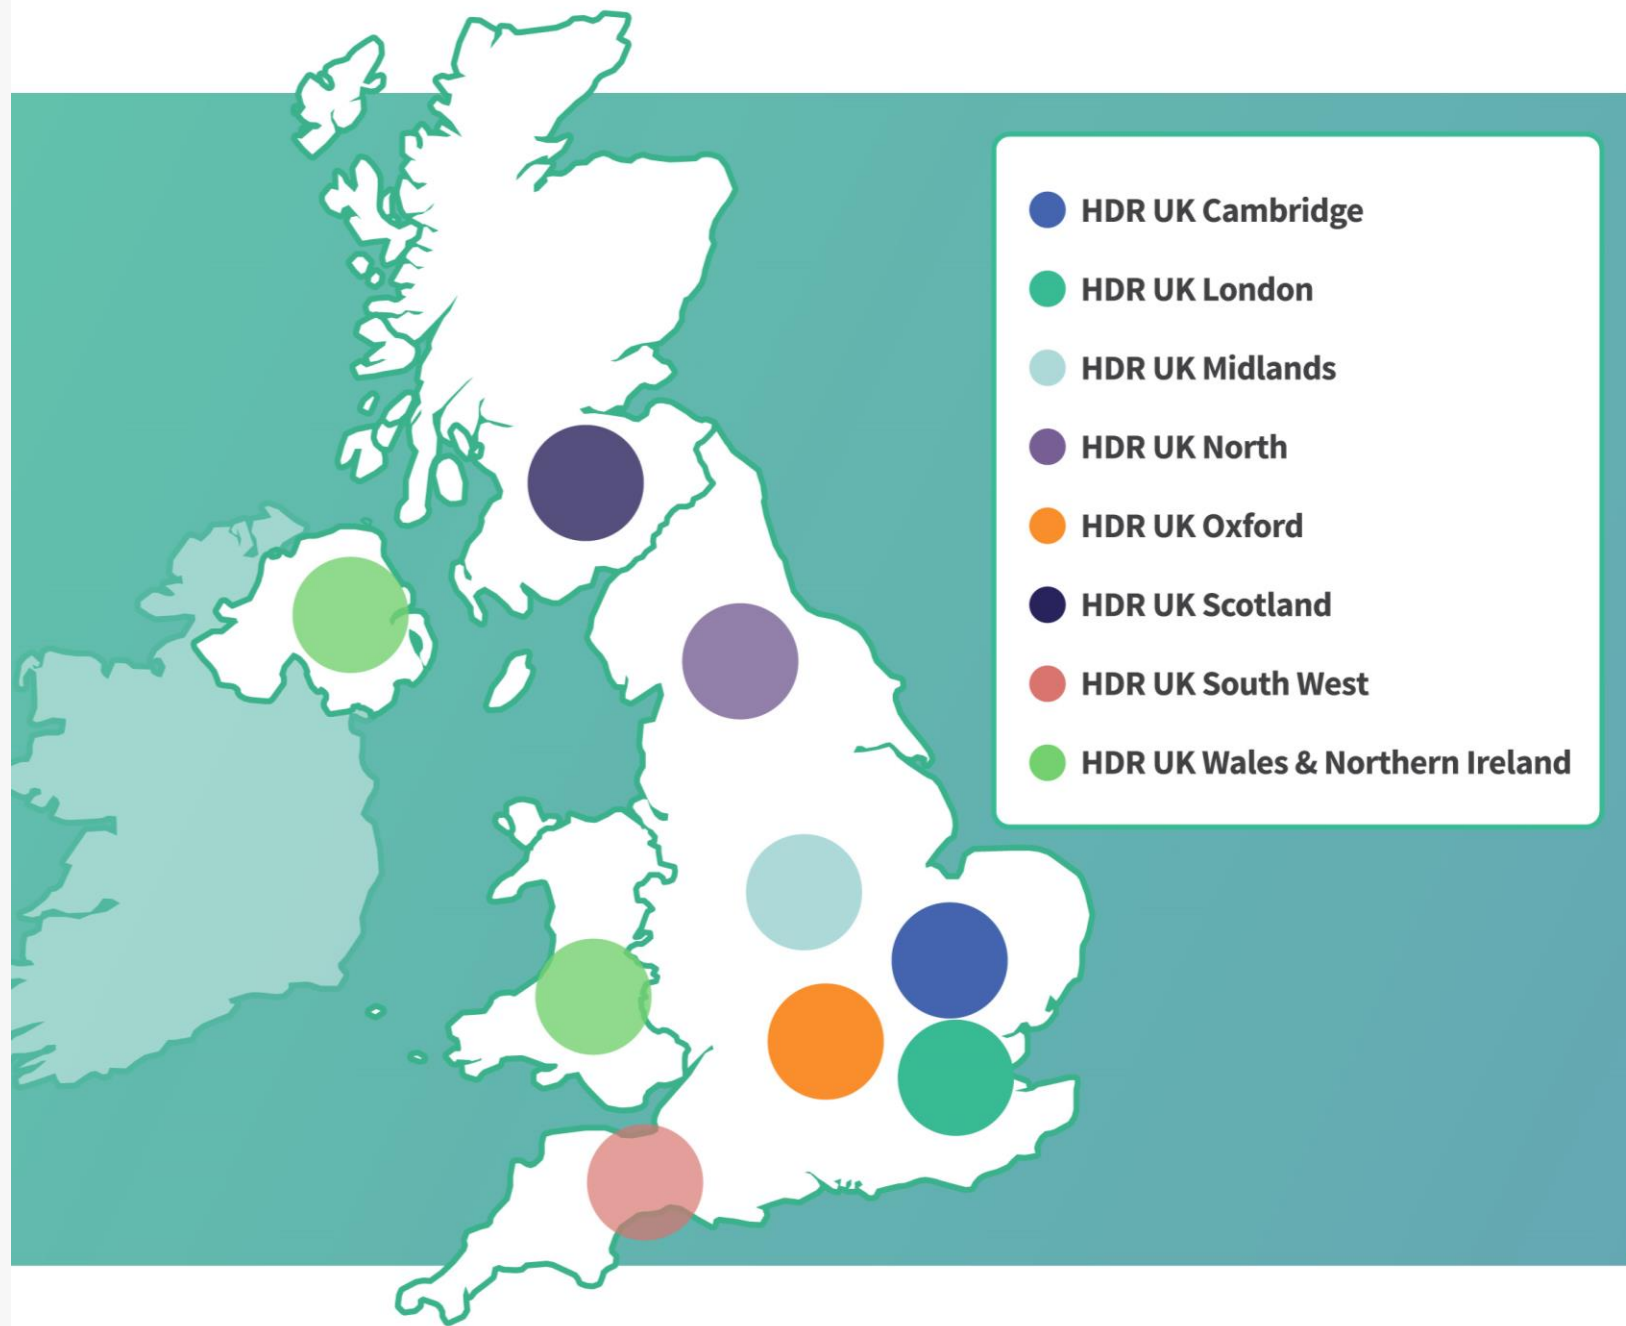 HDR UK Cambridge
HDR UK London
HDR UK Midlands
HDR UK North
HDR UK Oxford
HDR UK Scotland
HDR UK South West
HDR UK Wales & Northern Ireland